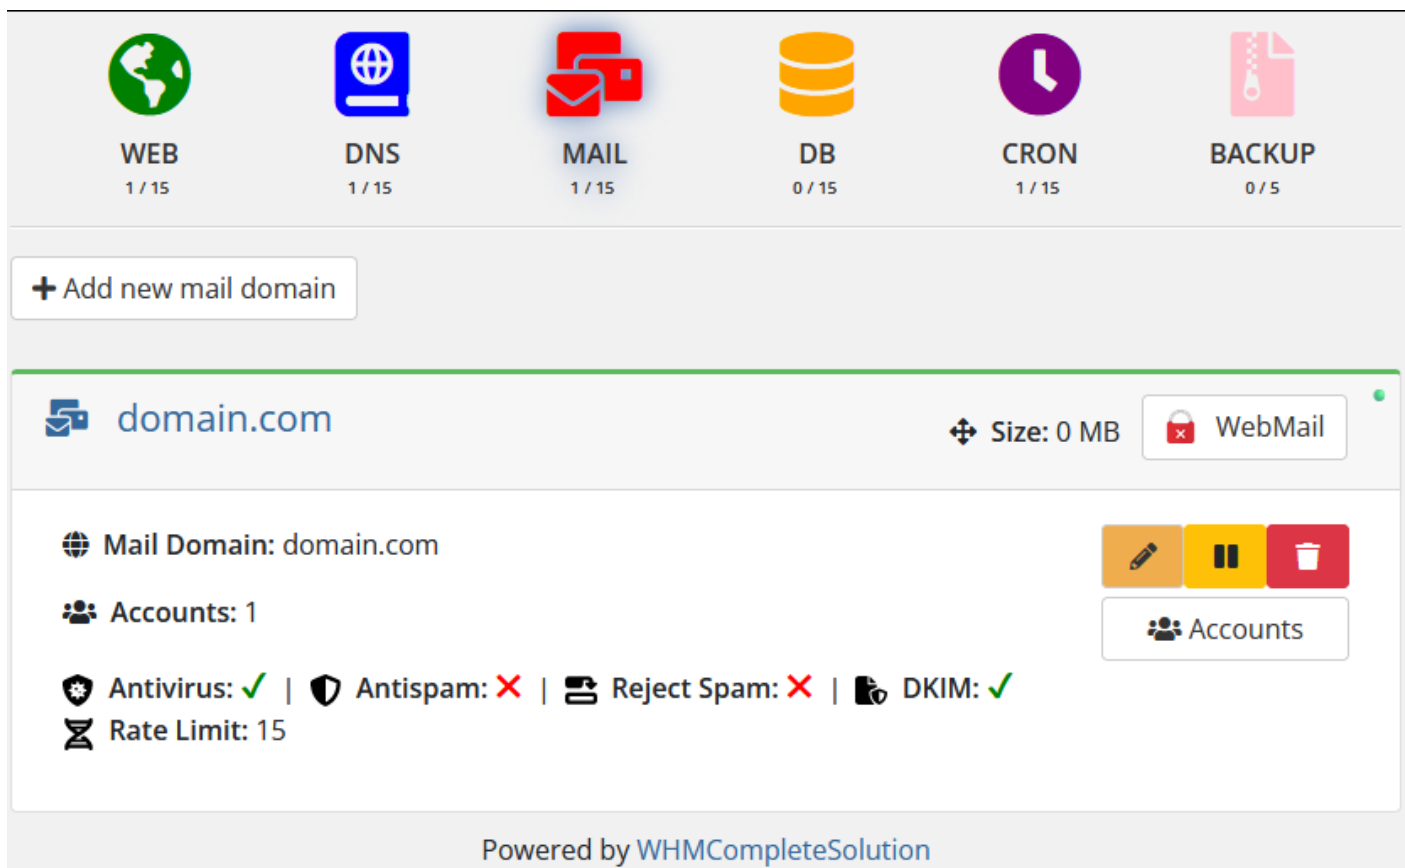 WEB DNS MAIL DB CRON BACKUP
1 / 15 1 / 15 1 / 15 0 / 15 1 / 15 0 / 5
Add new mail domain
domain.com Size: 0 MB WebMail
Mail Domain: domain.com
Accounts: 1 Accounts
Antivirus: ✓ | Antispam: ✕ | Reject Spam: ✕ | DKIM: ✓
Rate Limit: 15
Powered by WHMCompleteSolution